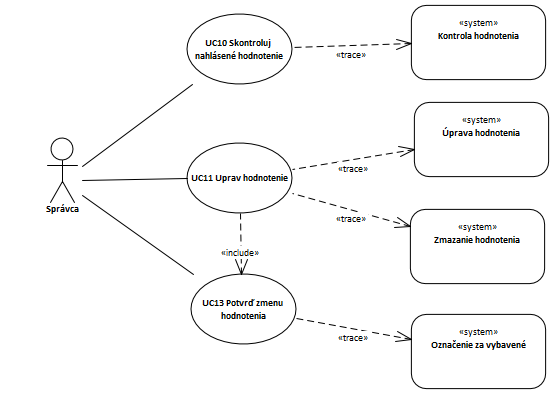 «system»
Kontrola hodnotenia
UC10 Skontroluj
nahlásené hodnotenie
«trace»
«system»
Úprava hodnotenia
«trace»
UC11 Uprav hodnotenie
Správca
«trace»
«system»
Zmazanie hodnotenia
«include»
UC13 Potvrď zmenu
hodnotenia
«trace»
«system»
Označenie za vybavené